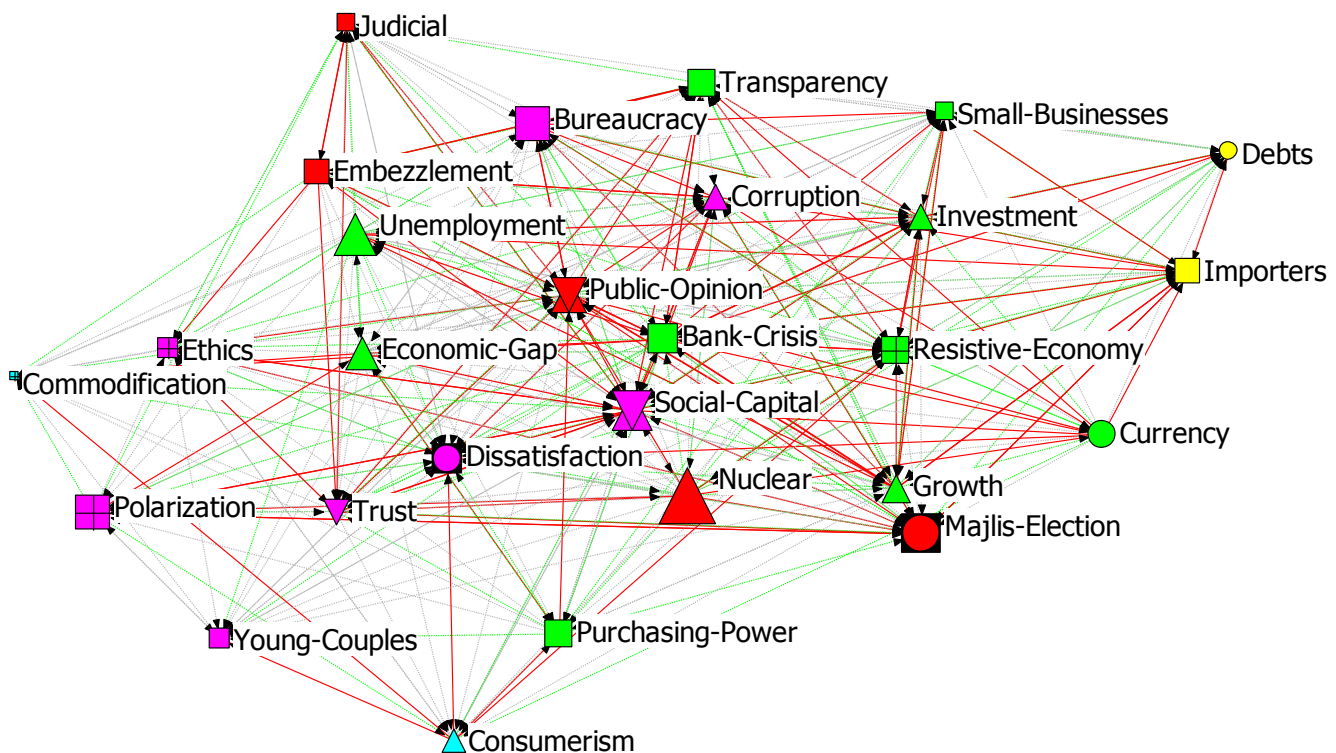 Judicial
Transparency
Small-Businesses
Bureaucracy
Debts
Embezzlement
Corruption
Unemployment
Investment
Importers
Public-Opinion
Bank-Crisis
Ethics
Economic-Gap
Resistive-Economy
Commodification
Social-Capital
Currency
Dissatisfaction
Nuclear
Growth
Polarization
Trust
Majlis-Election
Young-Couples
Purchasing-Power
Consumerism